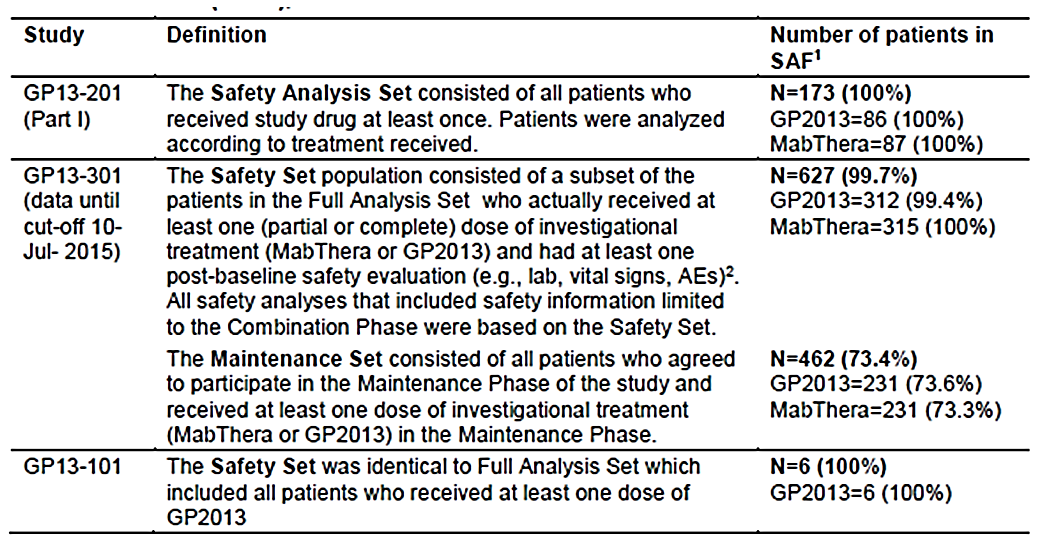 Study Definition Number of patients in
SAF¹
GP13-201 The Safety Analysis Set consisted of all patients who N=173 (100%)
(Part I) received study drug at least once. Patients were analyzed GP2013=86 (100%)
according to treatment received. MabThera=87 (100%)
GP13-301 The Safety Set population consisted of a subset of the N=627 (99.7%)
(data until patients in the Full Analysis Set who actually received at GP2013=312 (99.4%)
cut-off 10- least one (partial or complete) dose of investigational MabThera=315 (100%)
Jul- 2015) treatment (MabThera or GP2013) and had at least one
post-baseline safety evaluation (e.g., lab, vital signs, AEs)².
All safety analyses that included safety information limited
to the Combination Phase were based on the Safety Set.
The Maintenance Set consisted of all patients who agreed N=462 (73.4%)
to participate in the Maintenance Phase of the study and GP2013=231 (73.6%)
received at least one dose of investigational treatment MabThera=231 (73.3%)
(MabThera or GP2013) in the Maintenance Phase.
GP13-101 The Safety Set was identical to Full Analysis Set which N=6 (100%)
included all patients who received at least one dose of GP2013=6 (100%)
GP2013